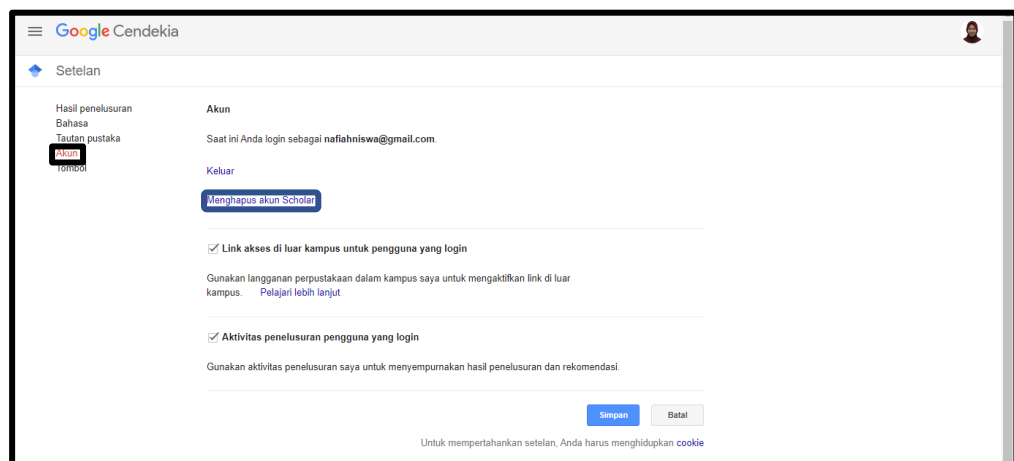 Google Cendekia
Setelan
Hasil penelusuran
Bahasa
Tautan pustaka
Akun
Tombol
Akun
Saat ini Anda login sebagai nafiahniswa@gmail.com.
Keluar
Menghapus akun Scholar
Link akses di luar kampus untuk pengguna yang login
Gunakan langganan perpustakaan dalam kampus saya untuk mengaktifkan link di luar
kampus. Pelajari lebih lanjut
Aktivitas penelusuran pengguna yang login
Gunakan aktivitas penelusuran saya untuk menyempurnakan hasil penelusuran dan rekomendasi.
Simpan Batal
Untuk mempertahankan setelan, Anda harus menghidupkan cookie